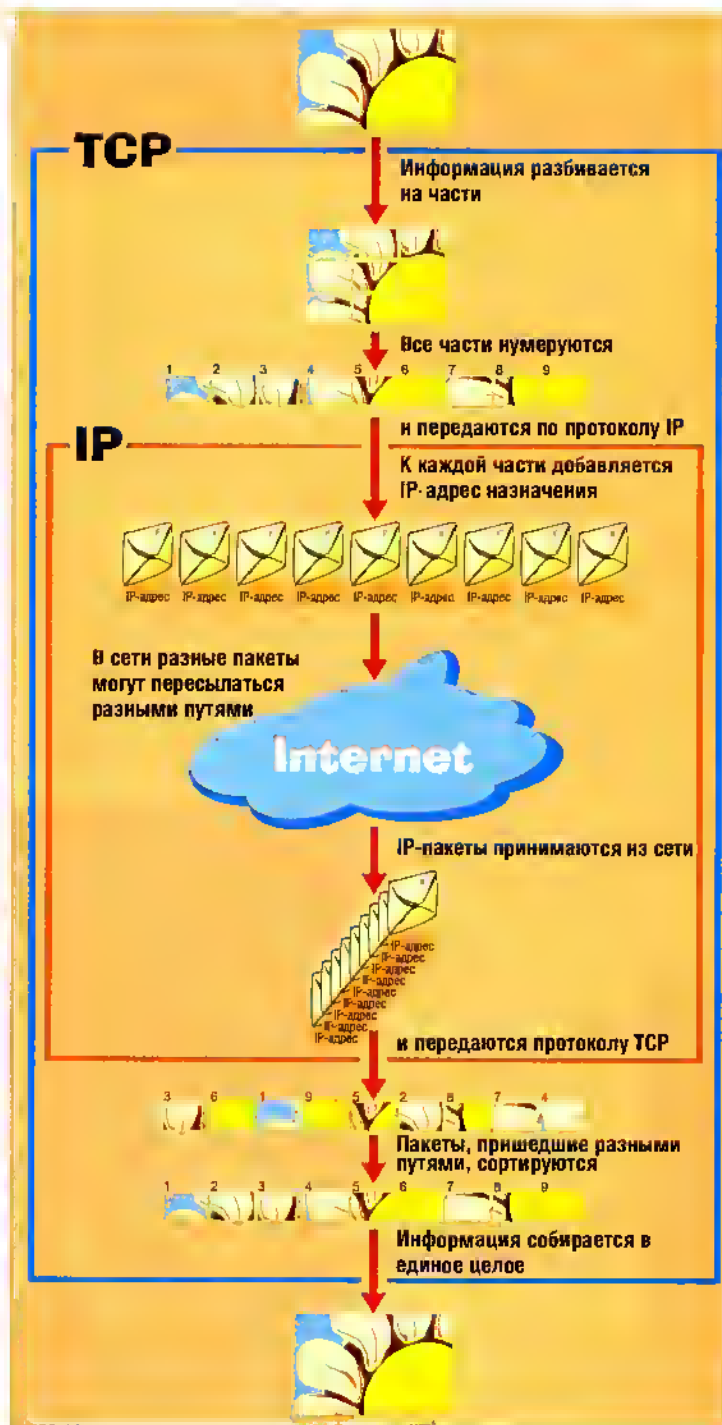 TCP
Информация разбивается
на части
Все части нумеруются
1 2 3 4 5 6 7 8 9
и передаются по протоколу IP
IP
К каждой части добавляется
IP-адрес назначения
IP-адрес IP-адрес IP-адрес IP-адрес IP-адрес IP-адрес IP-адрес IP-адрес IP-адрес
В сети разные пакеты
могут пересылаться
разными путями
Internet
IP-пакеты принимаются из сети
IP-адрес
IP-адрес
IP-адрес
IP-адрес
IP-адрес
IP-адрес
IP-адрес
IP-адрес
IP-адрес
и передаются протоколу TCP
3 6 1 9 5 2 8 7 4
Пакеты, пришедшие разными
путями, сортируются
1 2 3 4 5 6 7 8 9
Информация собирается в
единое целое